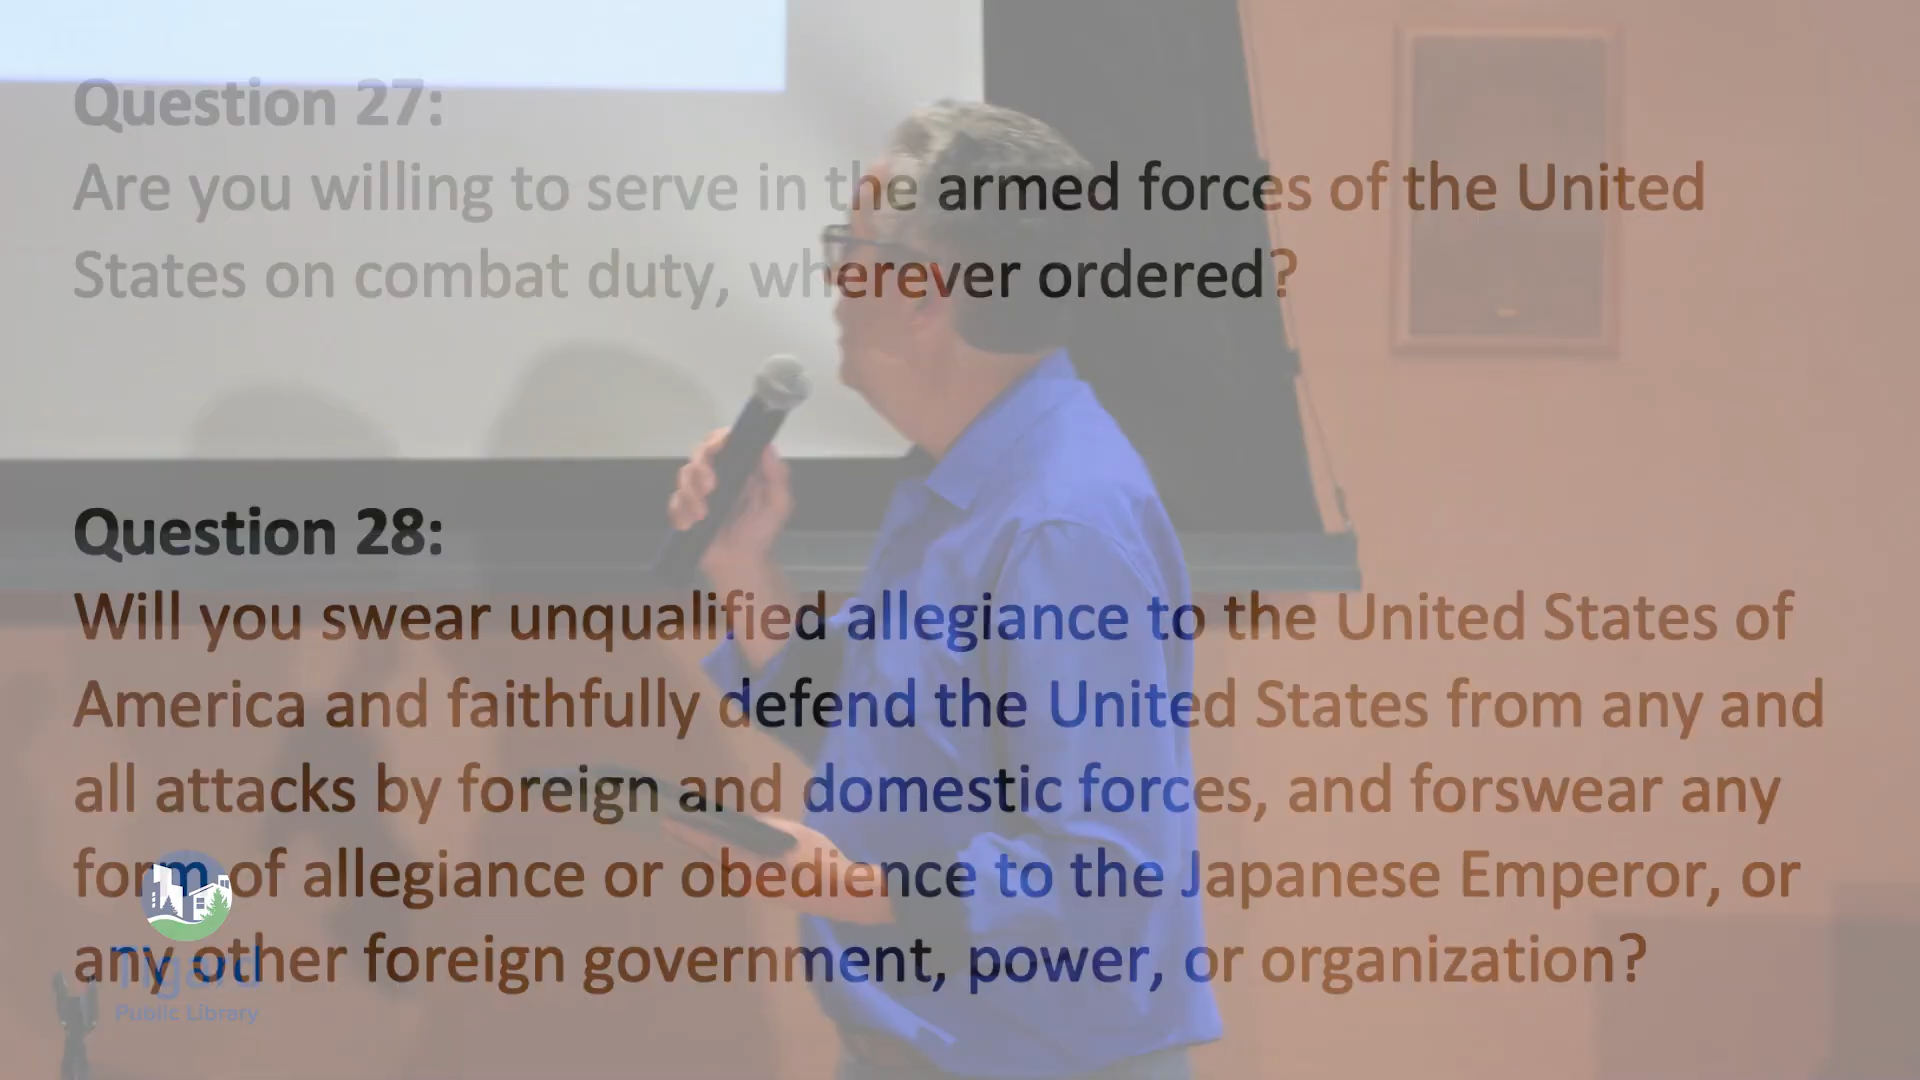 Question 27:
Are you willing to serve in the armed forces of the United
States on combat duty, wherever ordered?
Question 28:
Will you swear unqualified allegiance to the United States of
America and faithfully defend the United States from any and
all attacks by foreign and domestic forces, and forswear any
form of allegiance or obedience to the Japanese Emperor, or
any other foreign government, power, or organization?
Tigard
Public Library